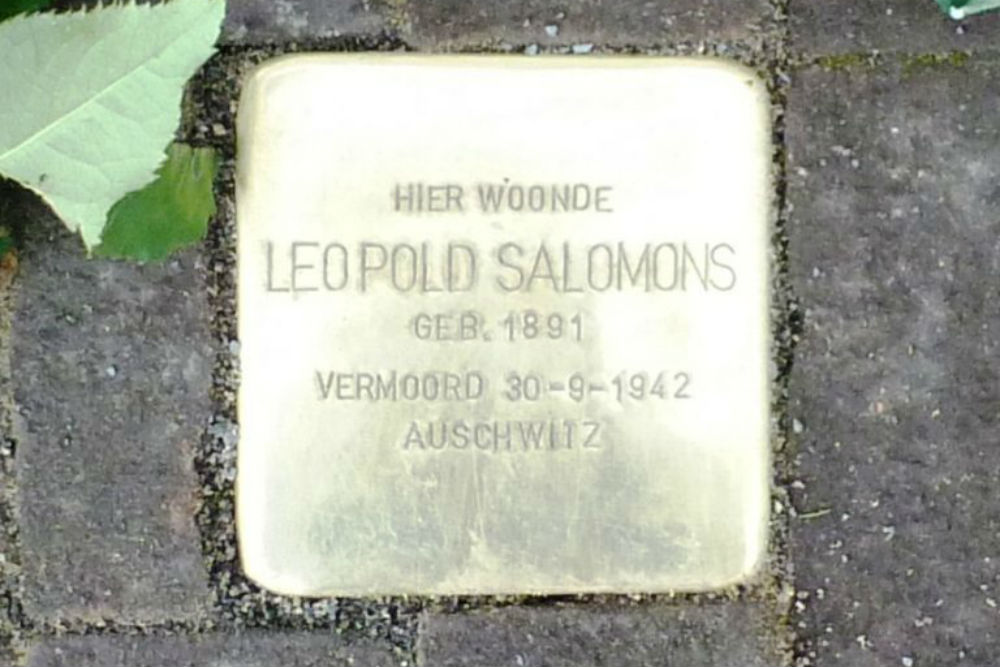 HIER WOONDE
LEOPOLD SALOMONS
GEB. 1891
VERMOORD 30-9-1942
AUSCHWITZ